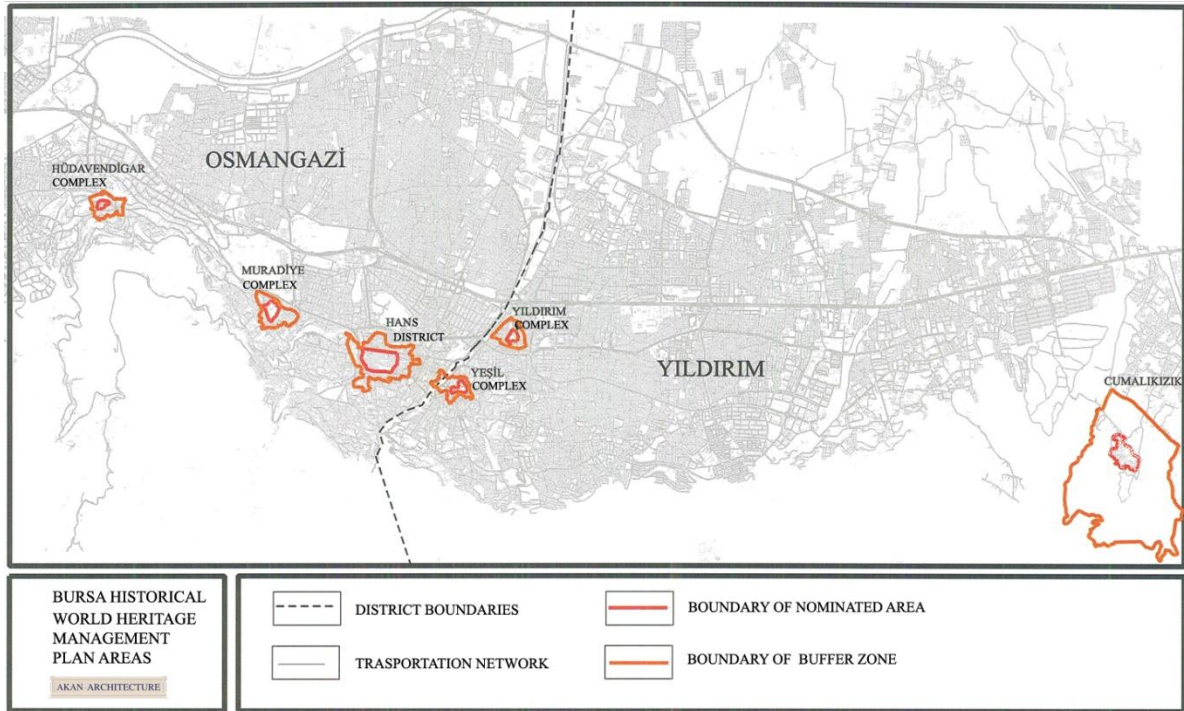 OSMANGAZİ
HÜDAVENDİGAR
COMPLEX
MURADİYE
COMPLEX
HANS
DISTRICT
YILDIRIM
COMPLEX
YEŞİL
COMPLEX
YILDIRIM
CUMALIKIZIK
BURSA HISTORICAL
WORLD HERITAGE
MANAGEMENT
PLAN AREAS
AKAN ARCHITECTURE
DISTRICT BOUNDARIES
TRASPORTATION NETWORK
BOUNDARY OF NOMINATED AREA
BOUNDARY OF BUFFER ZONE